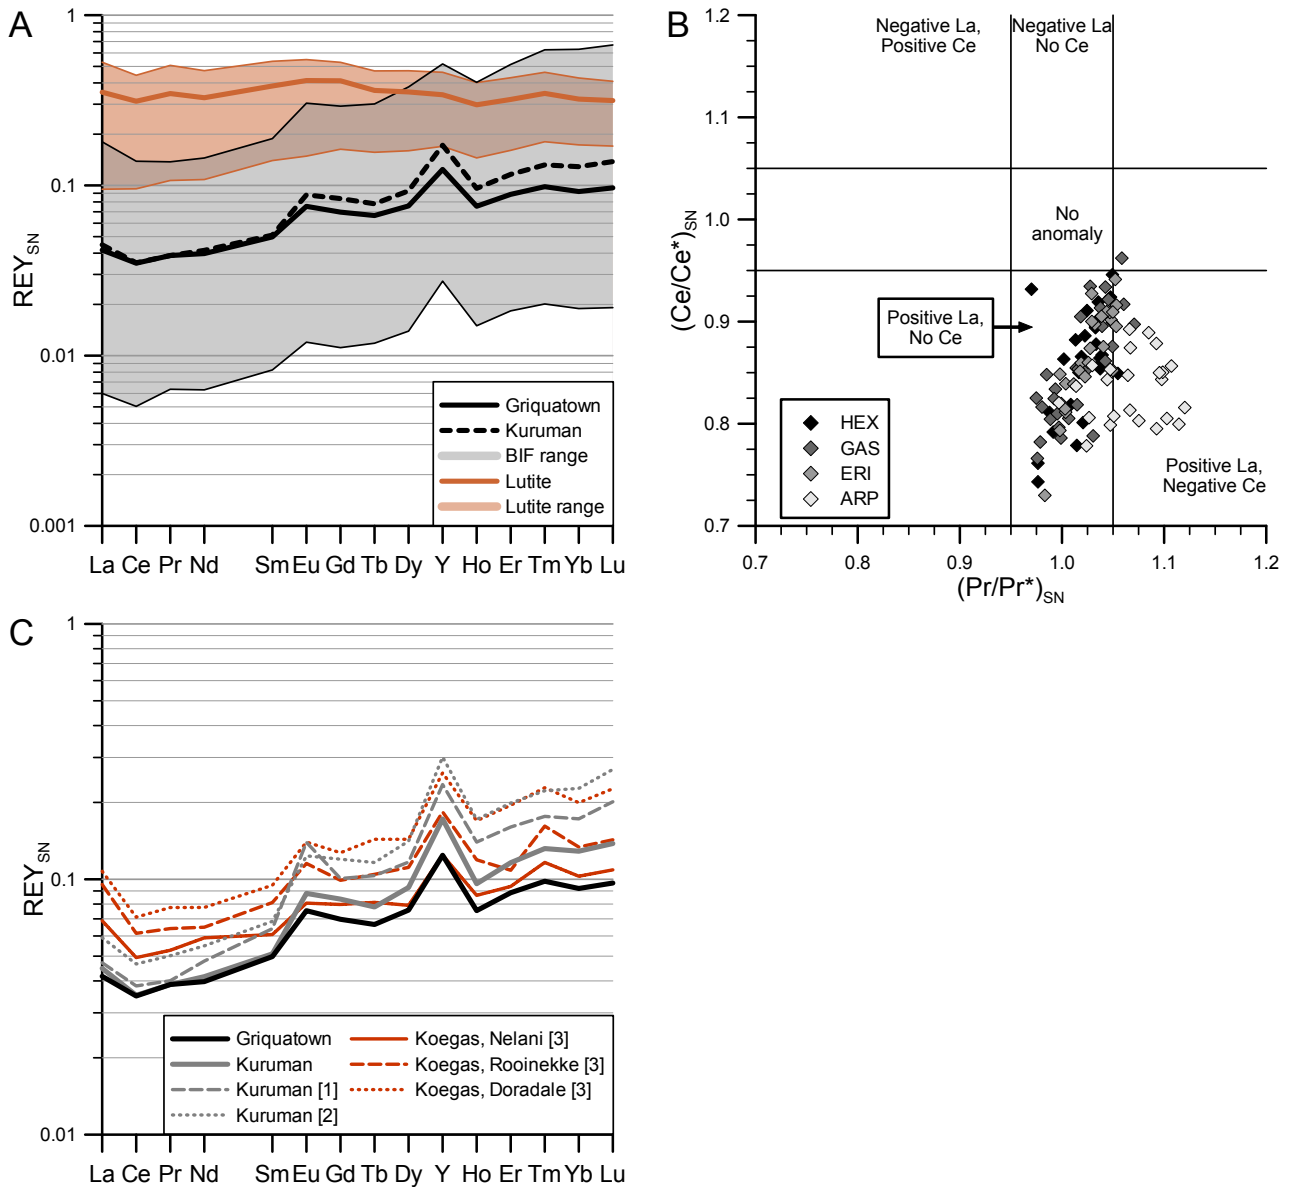 A
1
0.1
0.01
0.001
REY_SN
La Ce Pr Nd Sm Eu Gd Tb Dy Y Ho Er Tm Yb Lu
Griquatown
Kuruman
BIF range
Lutite
Lutite range
B
1.2
1.1
1.0
0.9
0.8
0.7
(Ce/Ce*)_SN
Negative La,
Positive Ce
Negative La
No Ce
No
anomaly
Positive La,
No Ce
Positive La,
Negative Ce
HEX
GAS
ERI
ARP
0.7 0.8 0.9 1.0 1.1 1.2
(Pr/Pr*)_SN
C
1
0.1
0.01
REY_SN
Griquatown
Kuruman
Kuruman [1]
Kuruman [2]
Koegas, Nelani [3]
Koegas, Rooinekke [3]
Koegas, Doradale [3]
La Ce Pr Nd Sm Eu Gd Tb Dy Y Ho Er Tm Yb Lu